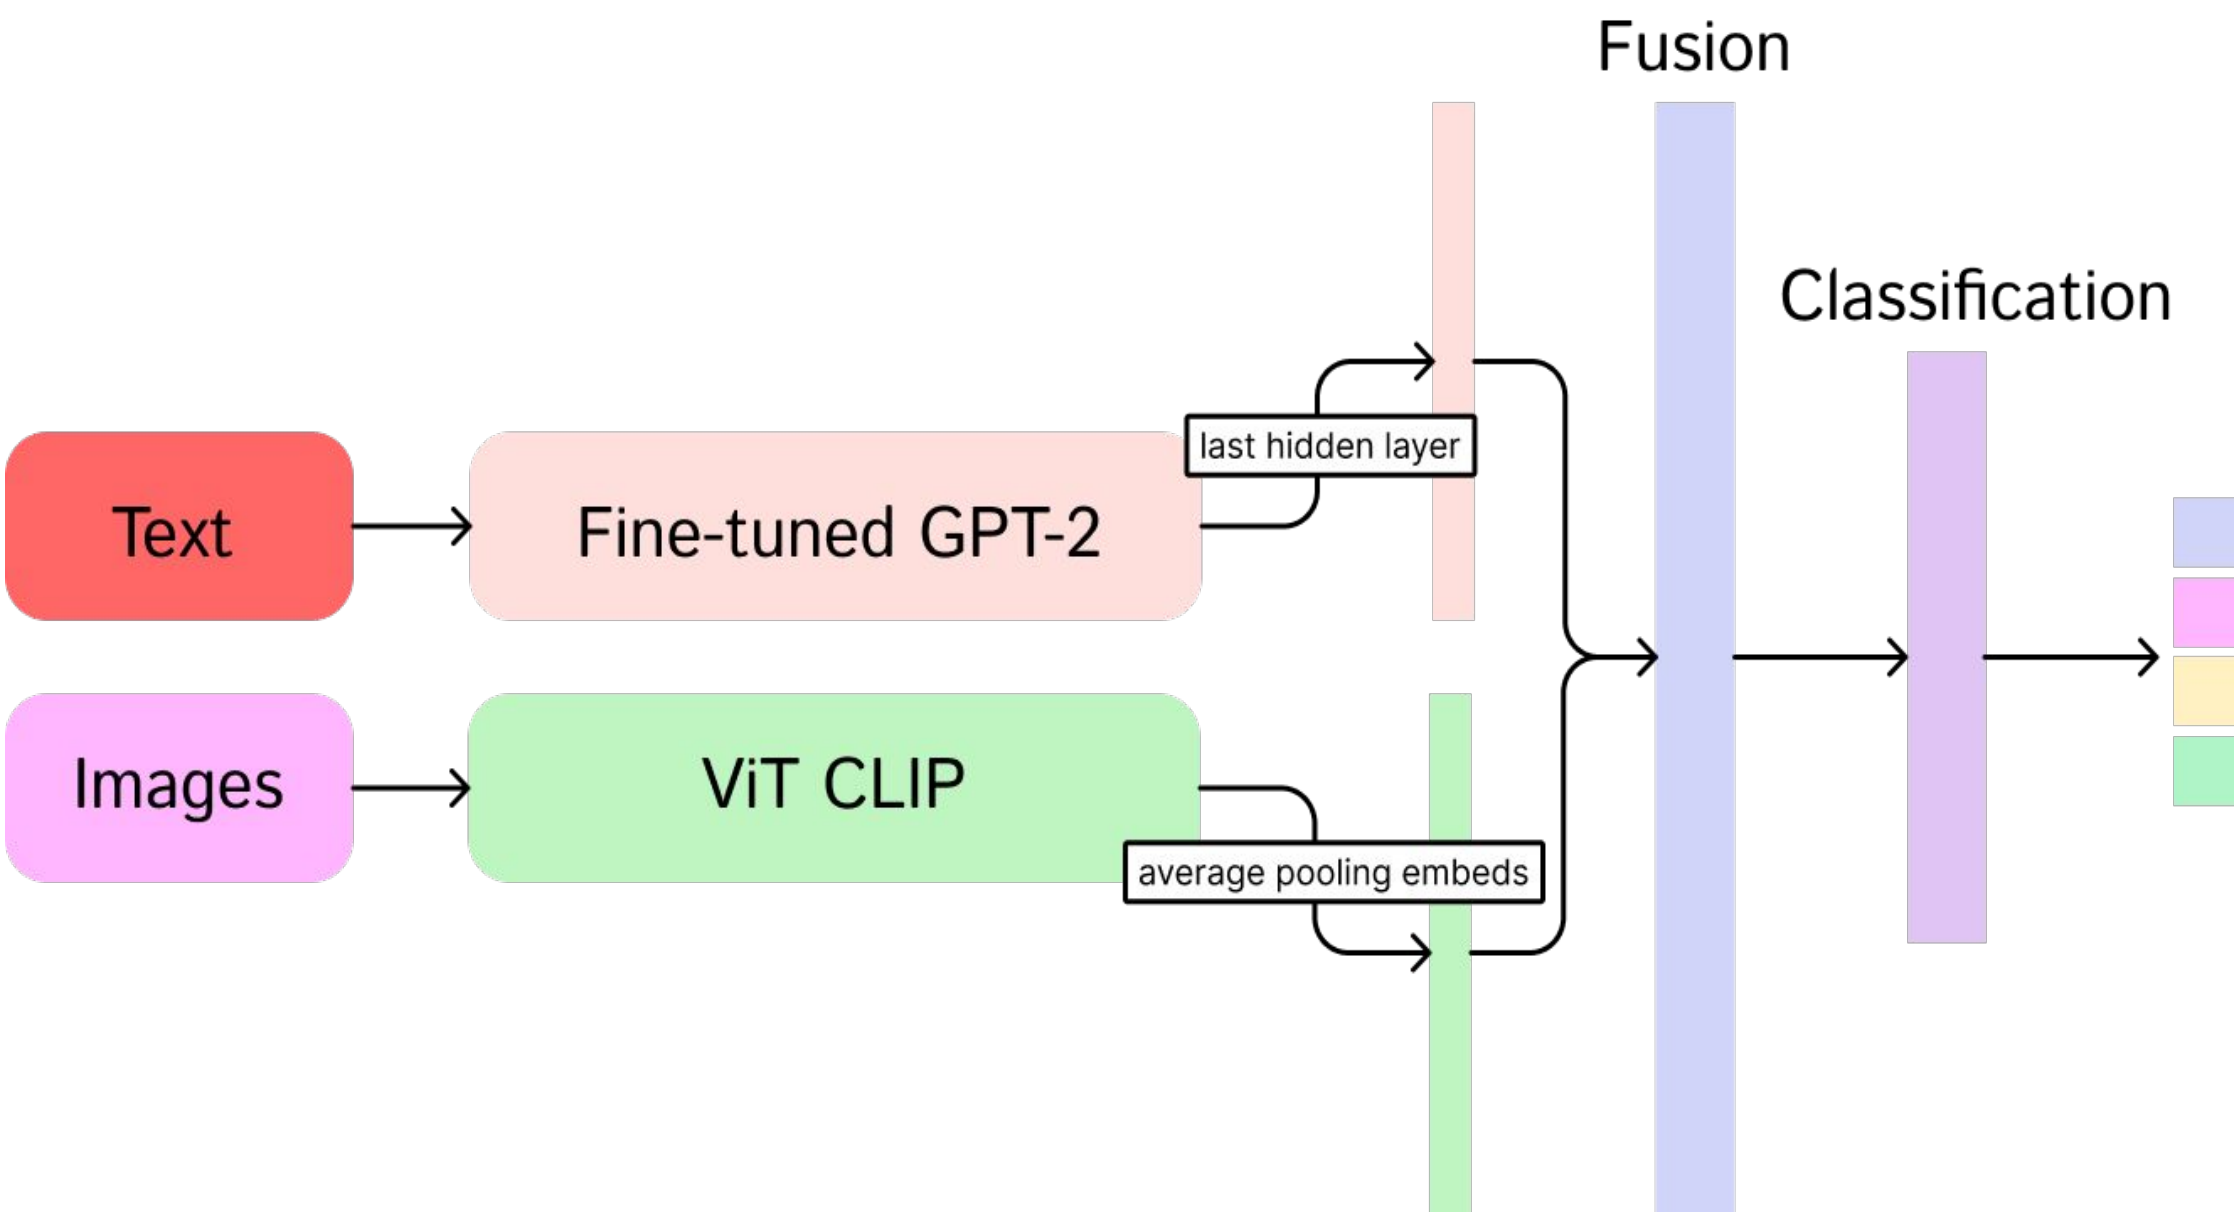 Fusion
Classification
last hidden layer
Text
Fine-tuned GPT-2
Images
ViT CLIP
average pooling embeds